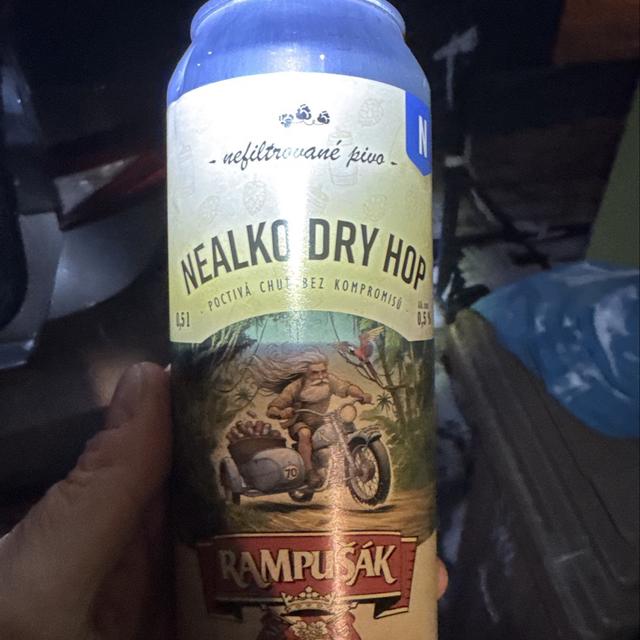 N
- nefiltrované pivo -
NEALKO DRY HOP
- POCTIVÁ CHUŤ BEZ KOMPROMISŮ -
0,5 l
0,5 %
70
RAMPUŠÁK